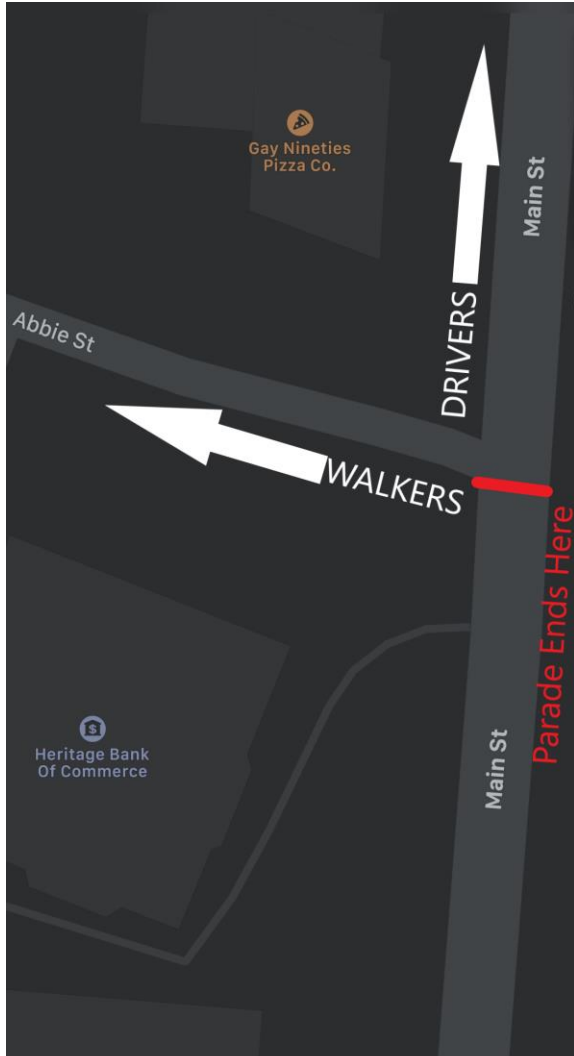 Gay Nineties
Pizza Co.
Main St
DRIVERS
Abbie St
WALKERS
Parade Ends Here
Main St
$
Heritage Bank
Of Commerce